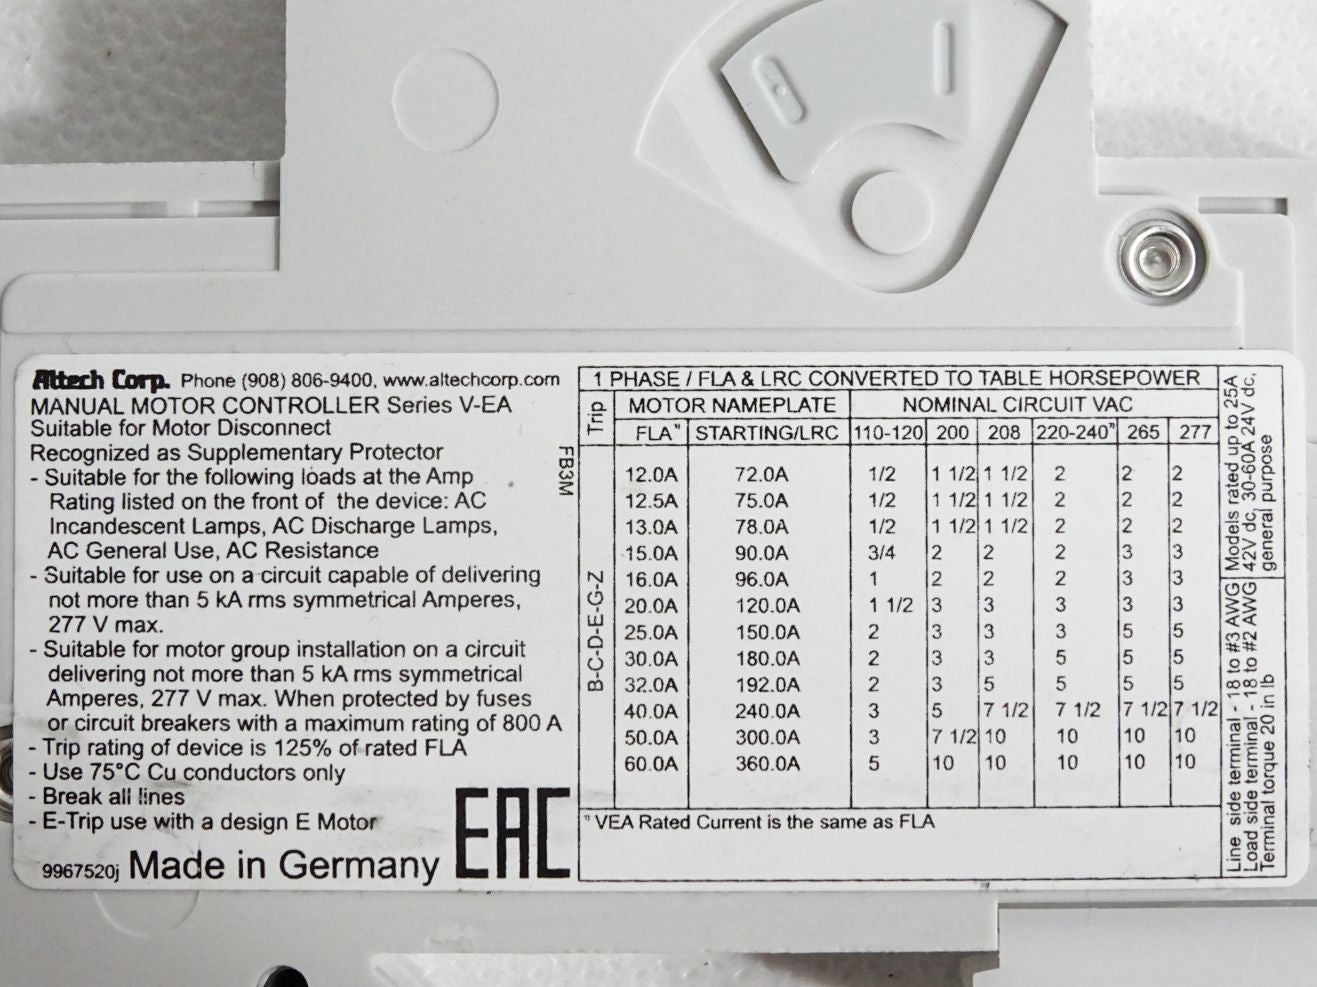 Altech Corp. Phone (908) 806-9400, www.altechcorp.com
MANUAL MOTOR CONTROLLER Series V-EA
Suitable for Motor Disconnect
Recognized as Supplementary Protector
- Suitable for the following loads at the Amp
Rating listed on the front of the device: AC
Incandescent Lamps, AC Discharge Lamps,
AC General Use, AC Resistance
- Suitable for use on a circuit capable of delivering
not more than 5 kA rms symmetrical Amperes,
277 V max.
- Suitable for motor group installation on a circuit
delivering not more than 5 kA rms symmetrical
Amperes, 277 V max. When protected by fuses
or circuit breakers with a maximum rating of 800 A
- Trip rating of device is 125% of rated FLA
- Use 75°C Cu conductors only
- Break all lines
- E-Trip use with a design E Motor
9967520j Made in Germany
EAC
FB3M
1 PHASE / FLA & LRC CONVERTED TO TABLE HORSEPOWER
Trip MOTOR NAMEPLATE NOMINAL CIRCUIT VAC
FLA" STARTING/LRC 110-120 200 208 220-240" 265 277
B-C-D-E-G-Z
12.0A 72.0A 1/2 1 1/2 1 1/2 2 2 2
12.5A 75.0A 1/2 1 1/2 1 1/2 2 2 2
13.0A 78.0A 1/2 1 1/2 1 1/2 2 2 2
15.0A 90.0A 3/4 2 2 2 3 3
16.0A 96.0A 1 2 2 2 3 3
20.0A 120.0A 1 1/2 3 3 3 3 3
25.0A 150.0A 2 3 3 3 5 5
30.0A 180.0A 2 3 3 5 5 5
32.0A 192.0A 2 3 5 5 5 5
40.0A 240.0A 3 5 7 1/2 7 1/2 7 1/2 7 1/2
50.0A 300.0A 3 7 1/2 10 10 10 10
60.0A 360.0A 5 10 10 10 10 10
" VEA Rated Current is the same as FLA
Models rated up to 25A
42V dc, 30-60A 24V dc,
general purpose
Line side terminal - 18 to #3 AWG
Load side terminal - 18 to #2 AWG
Terminal torque 20 in lb